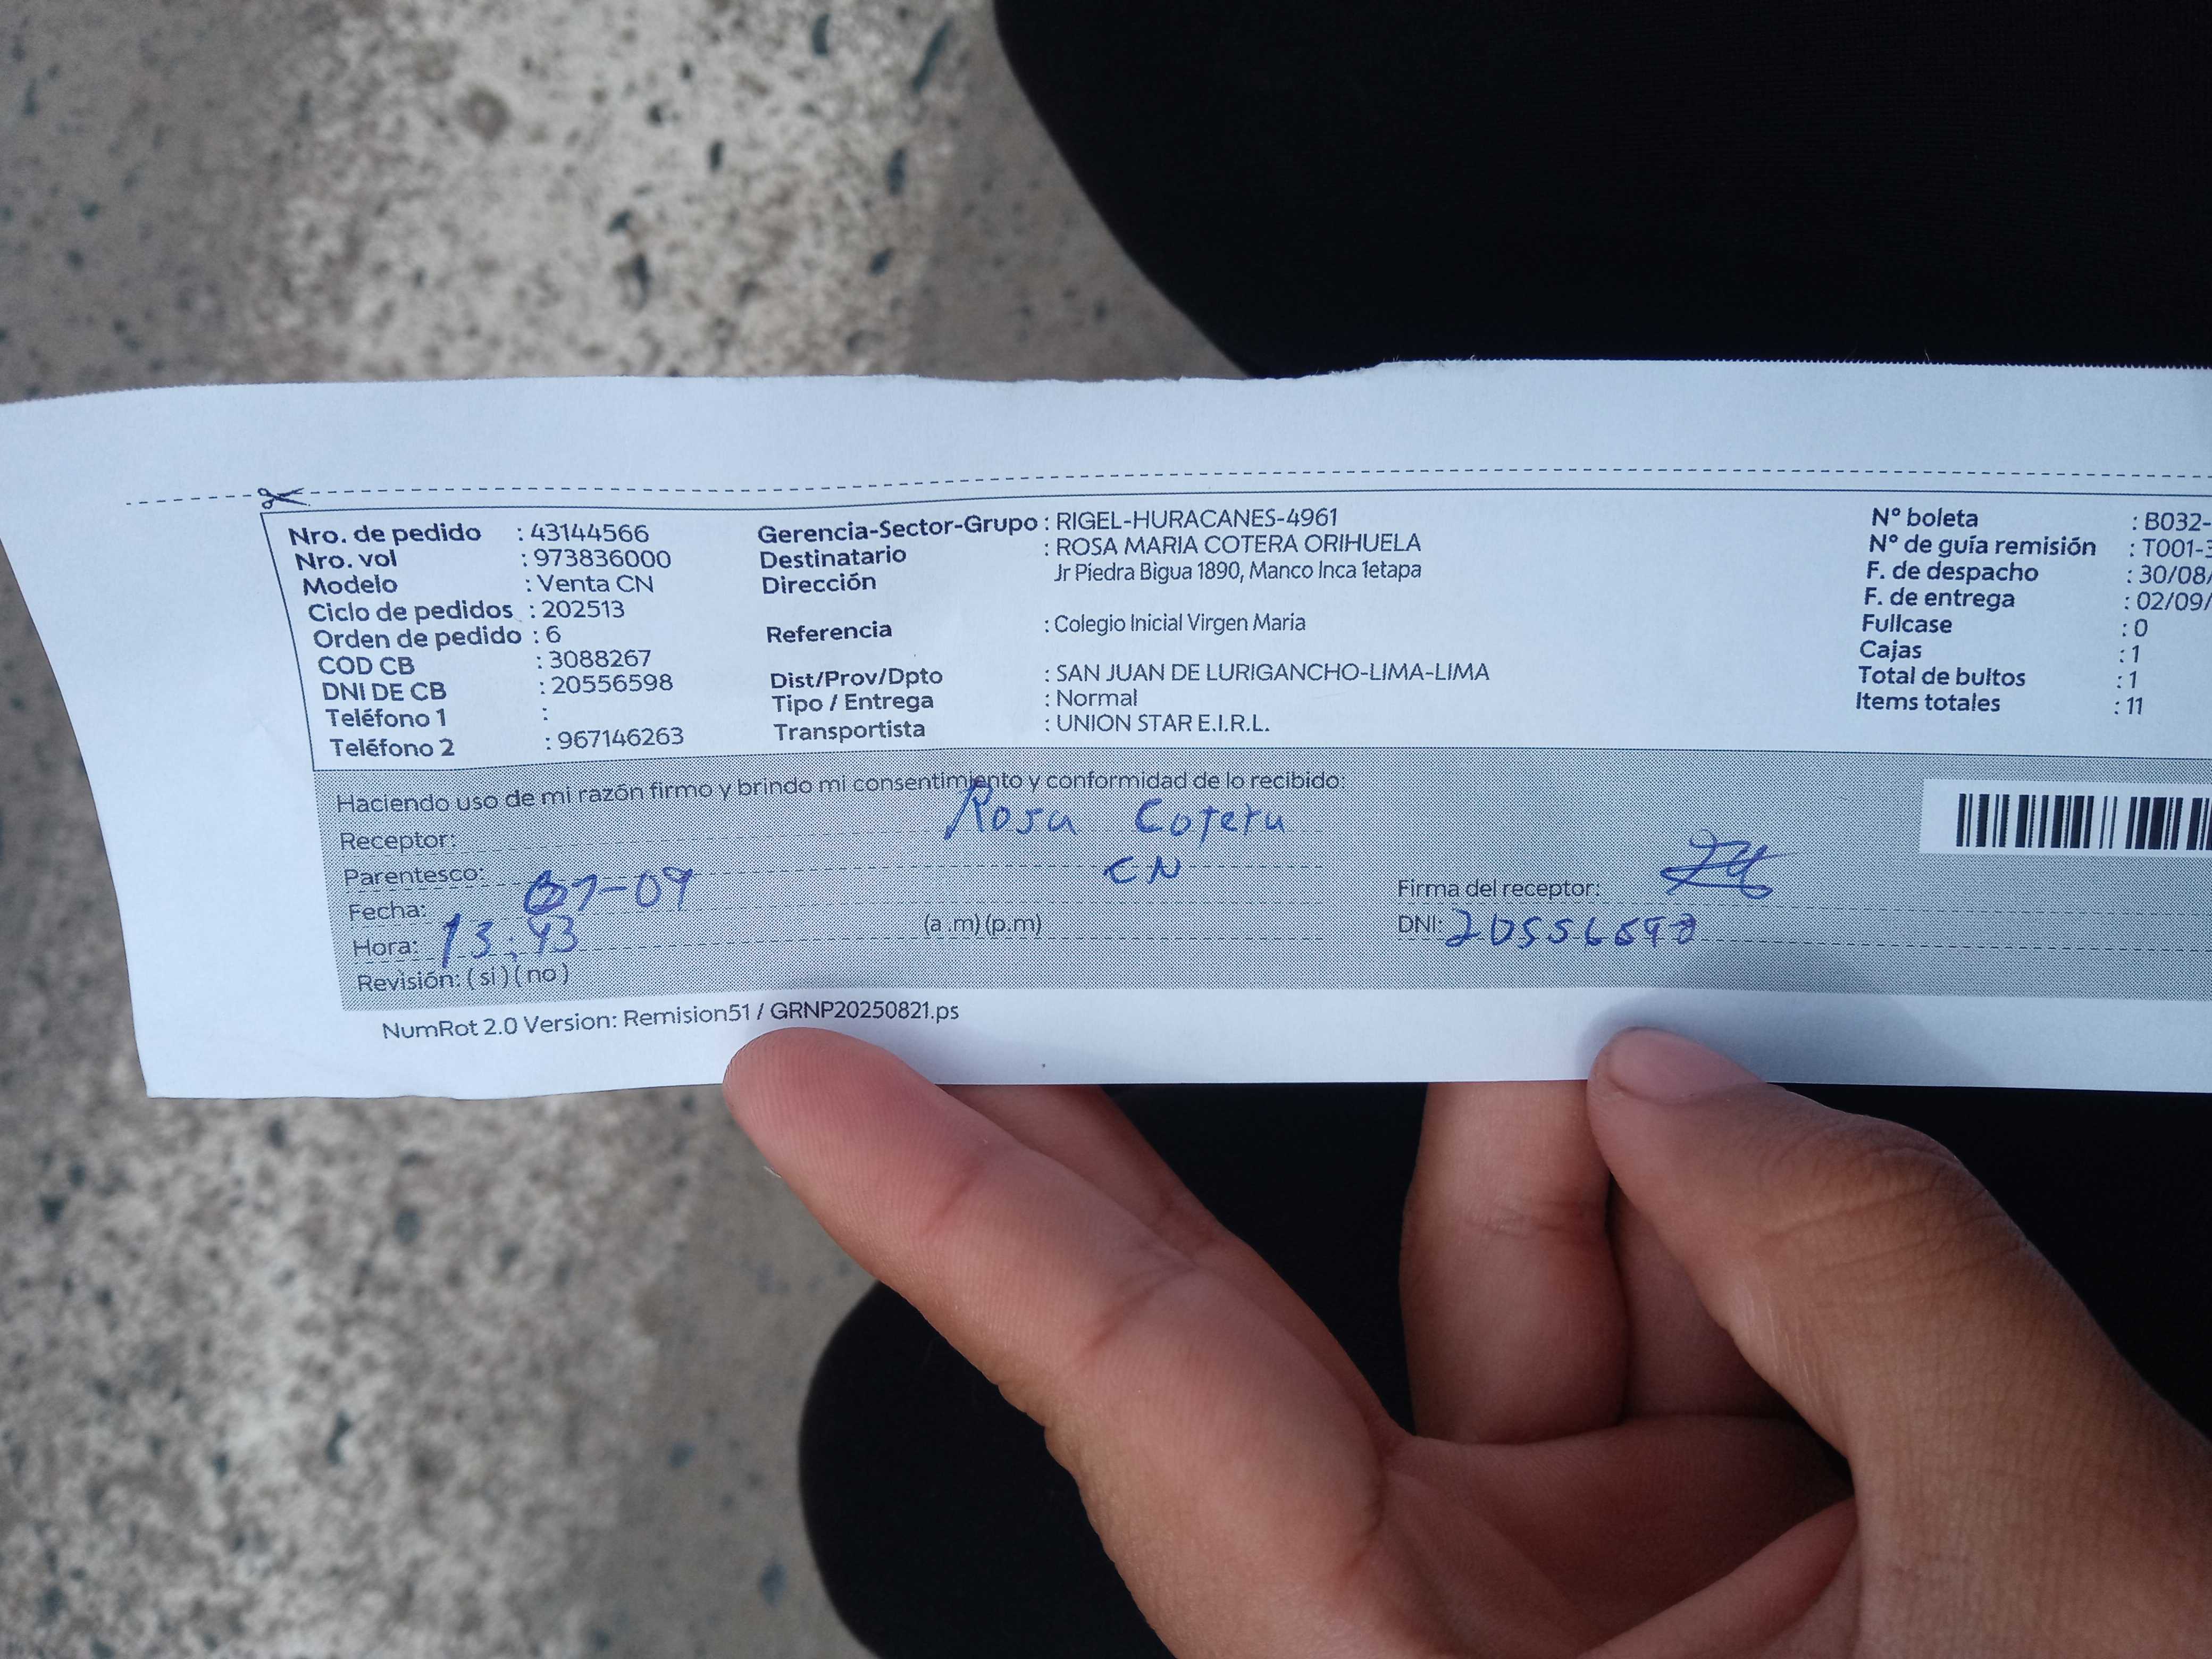 Nro. de pedido : 43144566 Gerencia-Sector-Grupo : RIGEL-HURACANES-4961 N° boleta : B032-
Nro. vol : 973836000 Destinatario : ROSA MARIA COTERA ORIHUELA N° de guía remisión : T001-3
Modelo : Venta CN Dirección Jr Piedra Bigua 1890, Manco Inca 1etapa F. de despacho : 30/08/
Ciclo de pedidos : 202513 F. de entrega : 02/09/
Orden de pedido : 6 Referencia : Colegio Inicial Virgen Maria Fullcase : 0
COD CB : 3088267 Cajas : 1
DNI DE CB : 20556598 Dist/Prov/Dpto : SAN JUAN DE LURIGANCHO-LIMA-LIMA Total de bultos : 1
Teléfono 1 : Tipo / Entrega : Normal Items totales : 11
Teléfono 2 : 967146263 Transportista : UNION STAR E.I.R.L.
Haciendo uso de mi razón firmo y brindo mi consentimiento y conformidad de lo recibido:
Receptor: Rosa Cotera
Parentesco: CN
Fecha: 01-09 Firma del receptor:
Hora: 13:43 (a .m) (p.m) DNI: 20556598
Revisión: ( si ) ( no )
NumRot 2.0 Version: Remision51 / GRNP20250821.ps